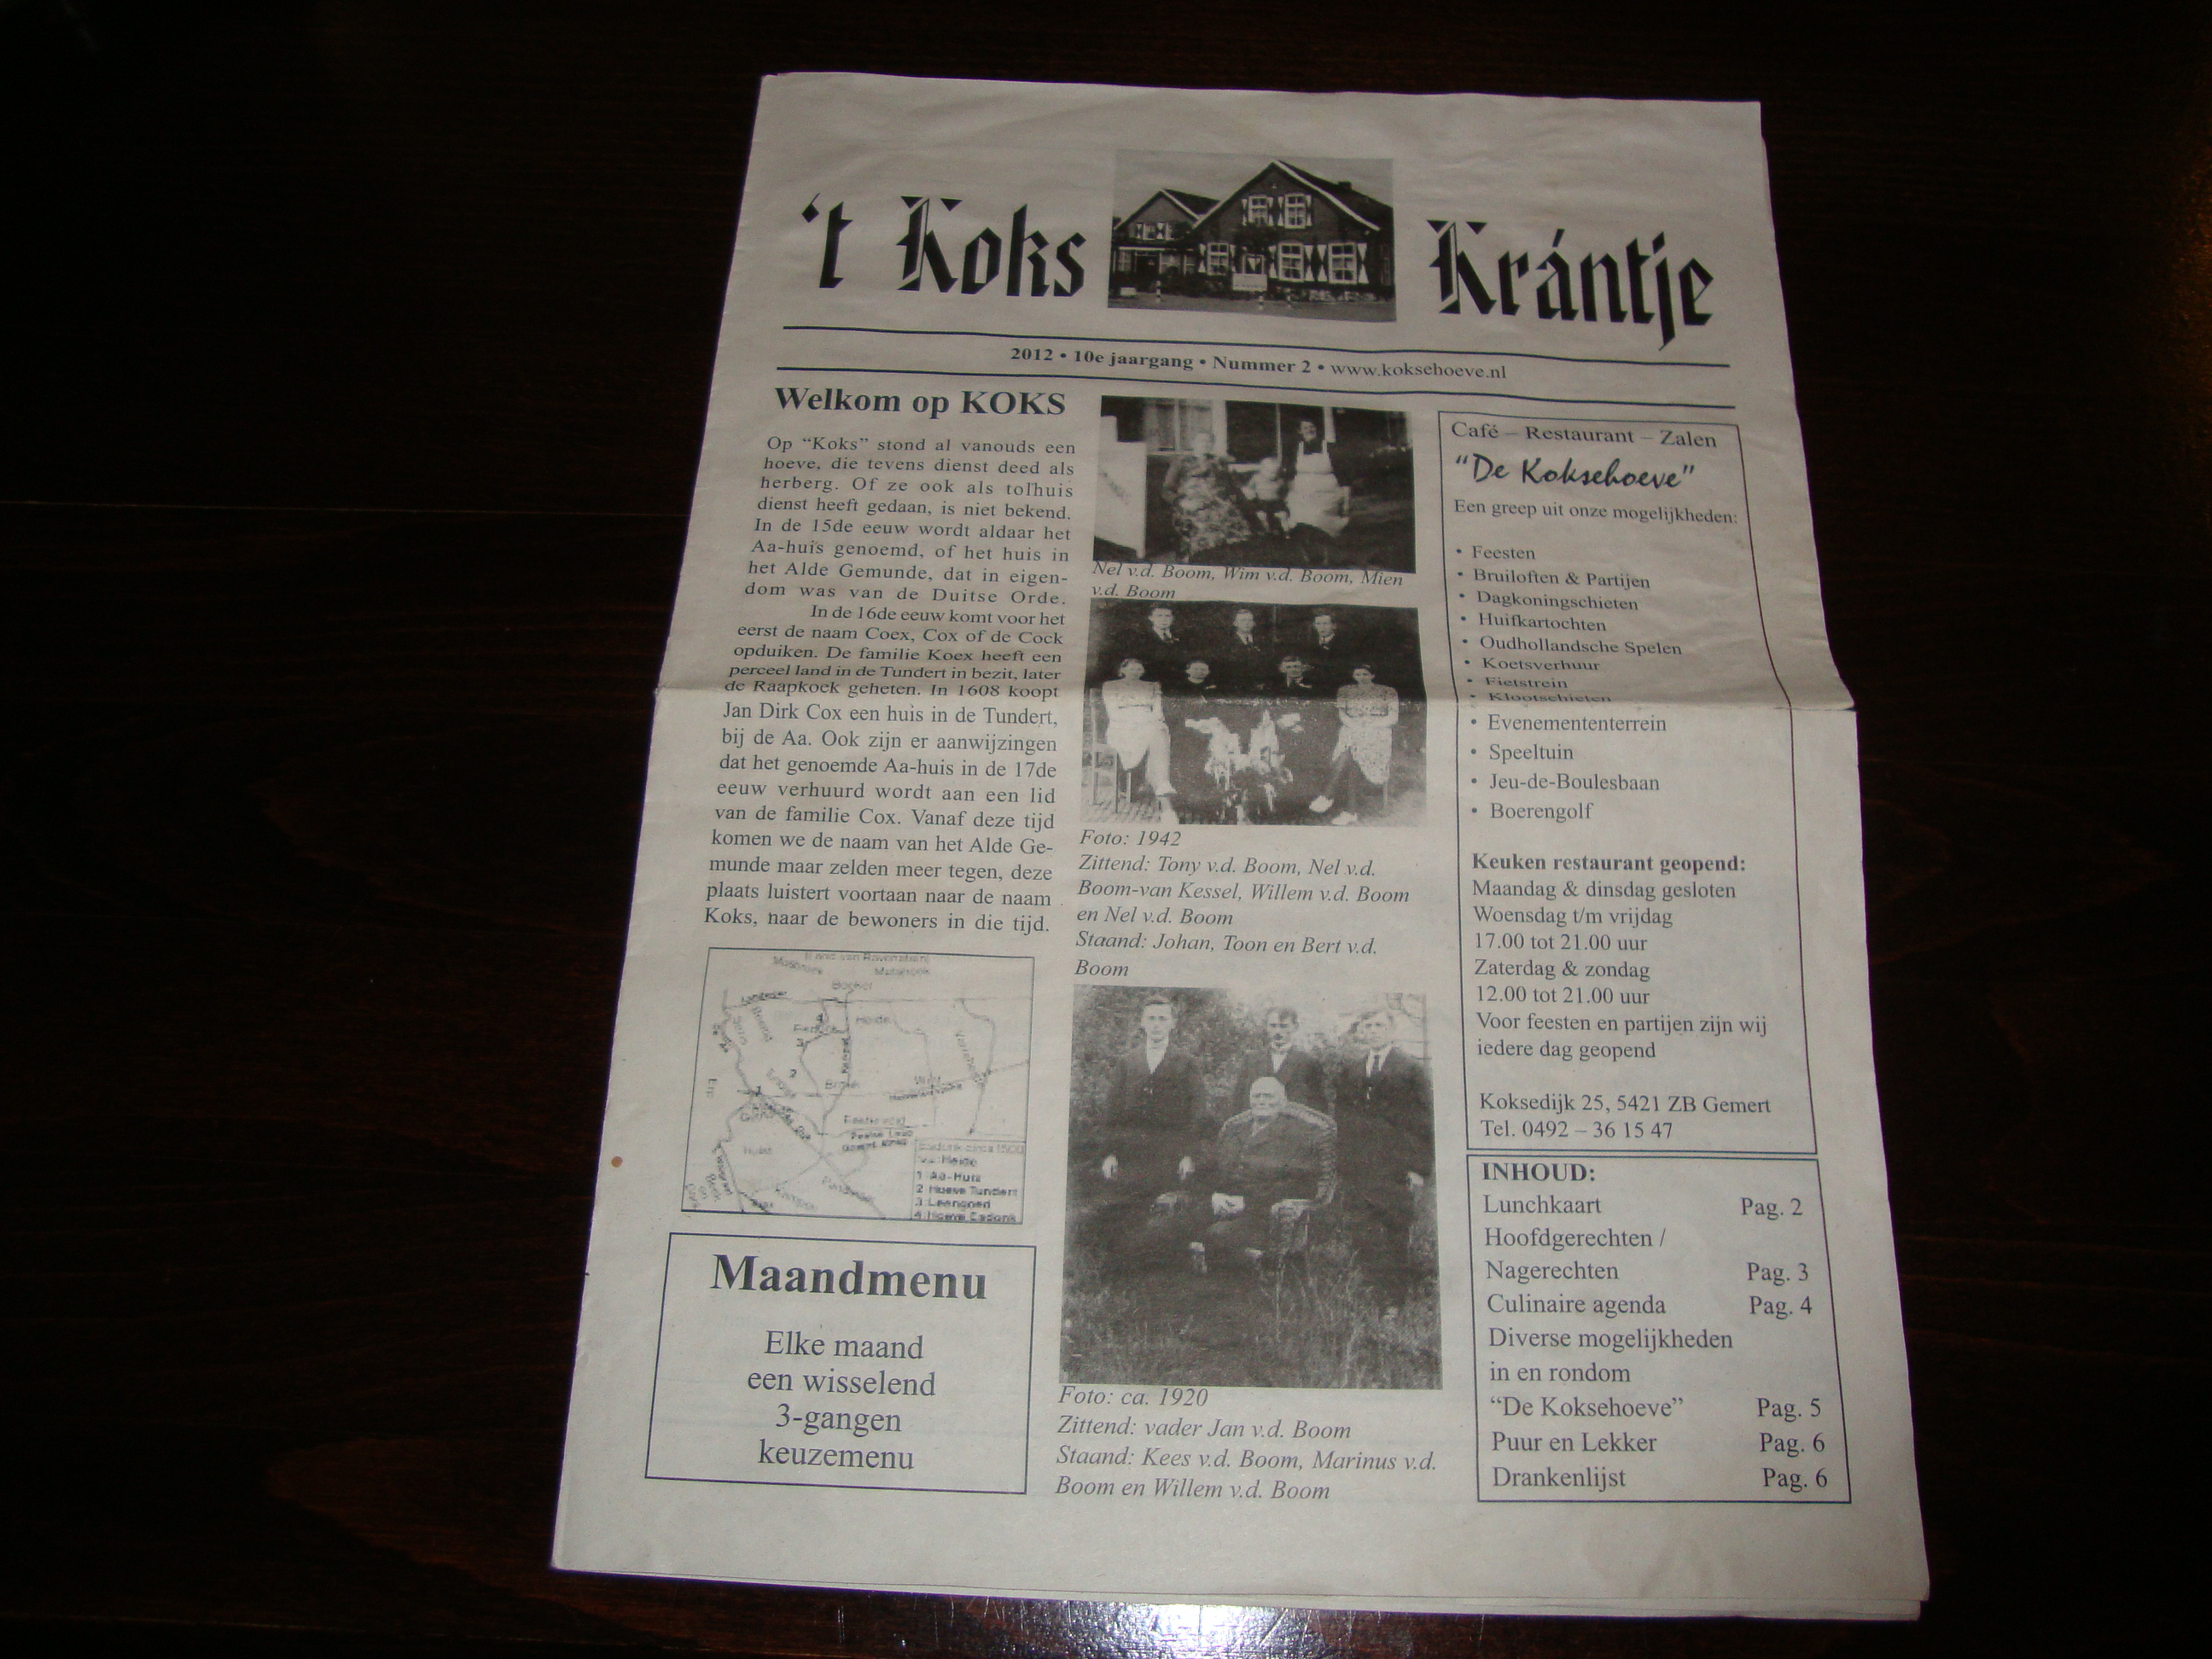 't Koks Krántje
2012 • 10e jaargang • Nummer 2 • www.koksehoeve.nl
Welkom op KOKS
Op “Koks” stond al vanouds een
hoeve, die tevens dienst deed als
herberg. Of ze ook als tolhuis
dienst heeft gedaan, is niet bekend.
In de 15de eeuw wordt aldaar het
Aa-huis genoemd, of het huis in
het Alde Gemunde, dat in eigen-
dom was van de Duitse Orde.
In de 16de eeuw komt voor het
eerst de naam Coex, Cox of de Cock
opduiken. De familie Koex heeft een
perceel land in de Tundert in bezit, later
de Raapkoek geheten. In 1608 koopt
Jan Dirk Cox een huis in de Tundert,
bij de Aa. Ook zijn er aanwijzingen
dat het genoemde Aa-huis in de 17de
eeuw verhuurd wordt aan een lid
van de familie Cox. Vanaf deze tijd
komen we de naam van het Alde Ge-
munde maar zelden meer tegen, deze
plaats luistert voortaan naar de naam
Koks, naar de bewoners in die tijd.
Heide
1 Aa-Huis
2 Hoeve Tundert
3 Leengoed
4 Hoeve Esdonk
Maandmenu
Elke maand
een wisselend
3-gangen
keuzemenu
Nel v.d. Boom, Wim v.d. Boom, Mien
v.d. Boom
Foto: 1942
Zittend: Tony v.d. Boom, Nel v.d.
Boom-van Kessel, Willem v.d. Boom
en Nel v.d. Boom
Staand: Johan, Toon en Bert v.d.
Boom
Foto: ca. 1920
Zittend: vader Jan v.d. Boom
Staand: Kees v.d. Boom, Marinus v.d.
Boom en Willem v.d. Boom
Café – Restaurant – Zalen
“De Koksehoeve”
Een greep uit onze mogelijkheden:
• Feesten
• Bruiloften & Partijen
• Dagkoningschieten
• Huifkartochten
• Oudhollandsche Spelen
• Koetsverhuur
• Fietstrein
• Klootschieten
• Evenemententerrein
• Speeltuin
• Jeu-de-Boulesbaan
• Boerengolf
Keuken restaurant geopend:
Maandag & dinsdag gesloten
Woensdag t/m vrijdag
17.00 tot 21.00 uur
Zaterdag & zondag
12.00 tot 21.00 uur
Voor feesten en partijen zijn wij
iedere dag geopend
Koksedijk 25, 5421 ZB Gemert
Tel. 0492 – 36 15 47
INHOUD:
Lunchkaart Pag. 2
Hoofdgerechten /
Nagerechten Pag. 3
Culinaire agenda Pag. 4
Diverse mogelijkheden
in en rondom
“De Koksehoeve” Pag. 5
Puur en Lekker Pag. 6
Drankenlijst Pag. 6